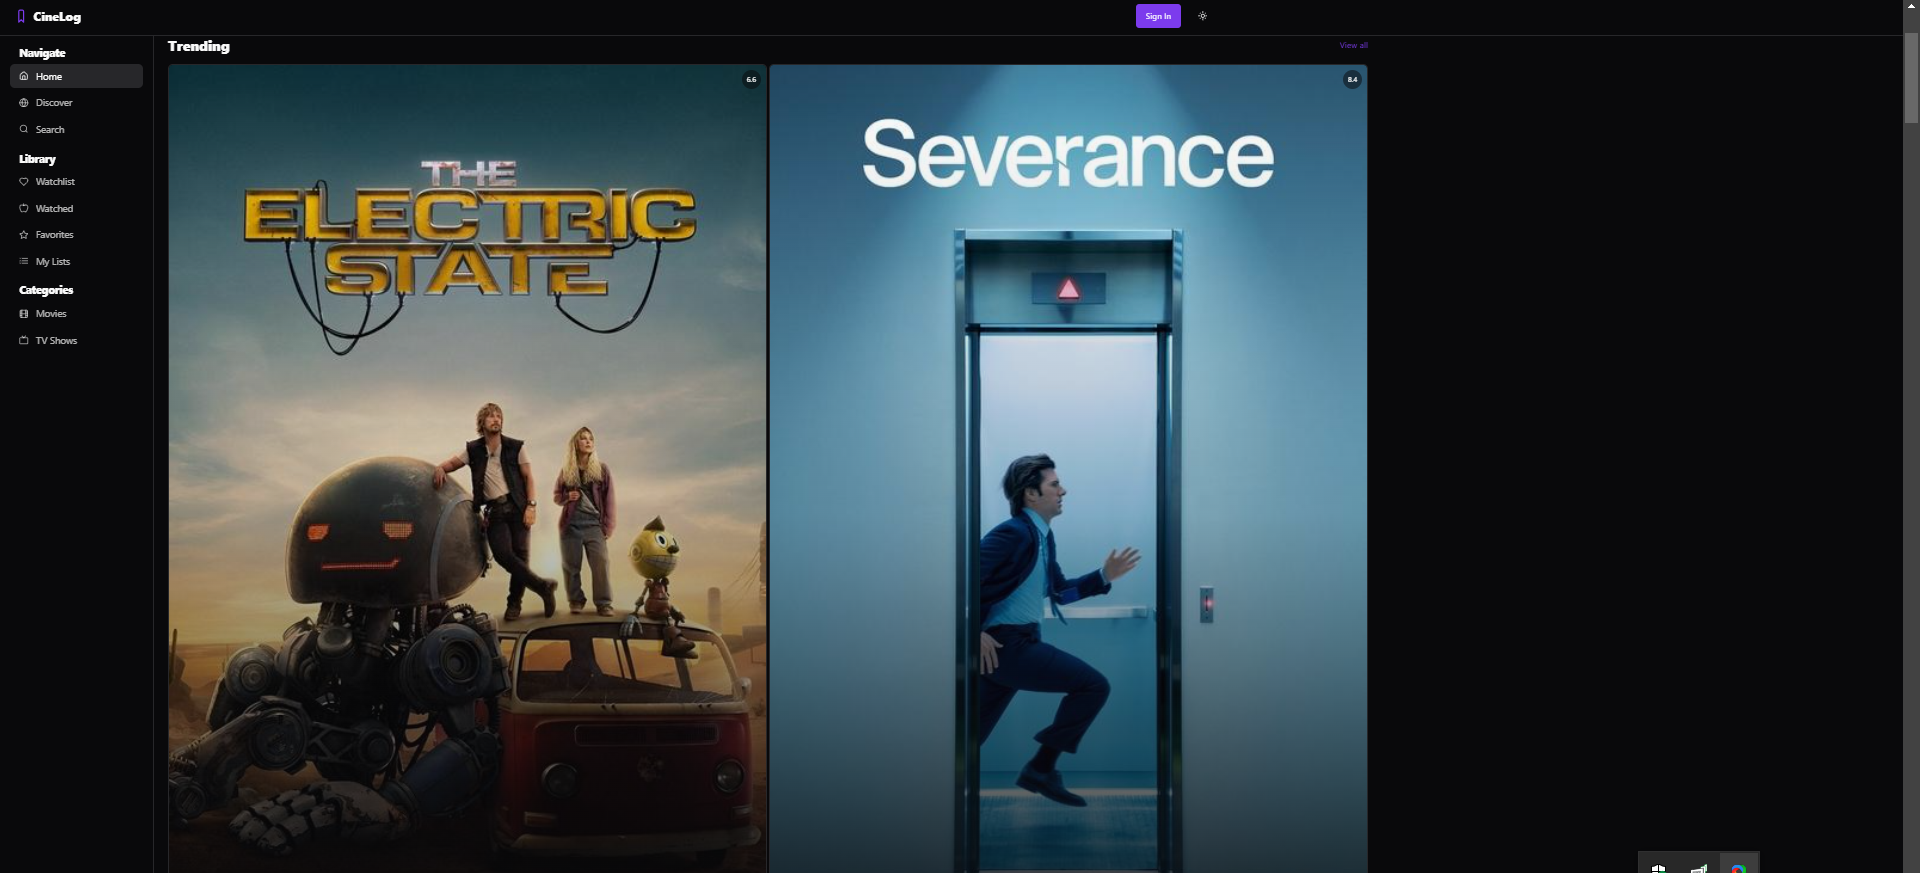 CineLog
Sign In
Navigate
Home
Discover
Search
Library
Watchlist
Watched
Favorites
My Lists
Categories
Movies
TV Shows
Trending
View all
6.6
THE
ELECTRIC
STATE
8.4
Severance